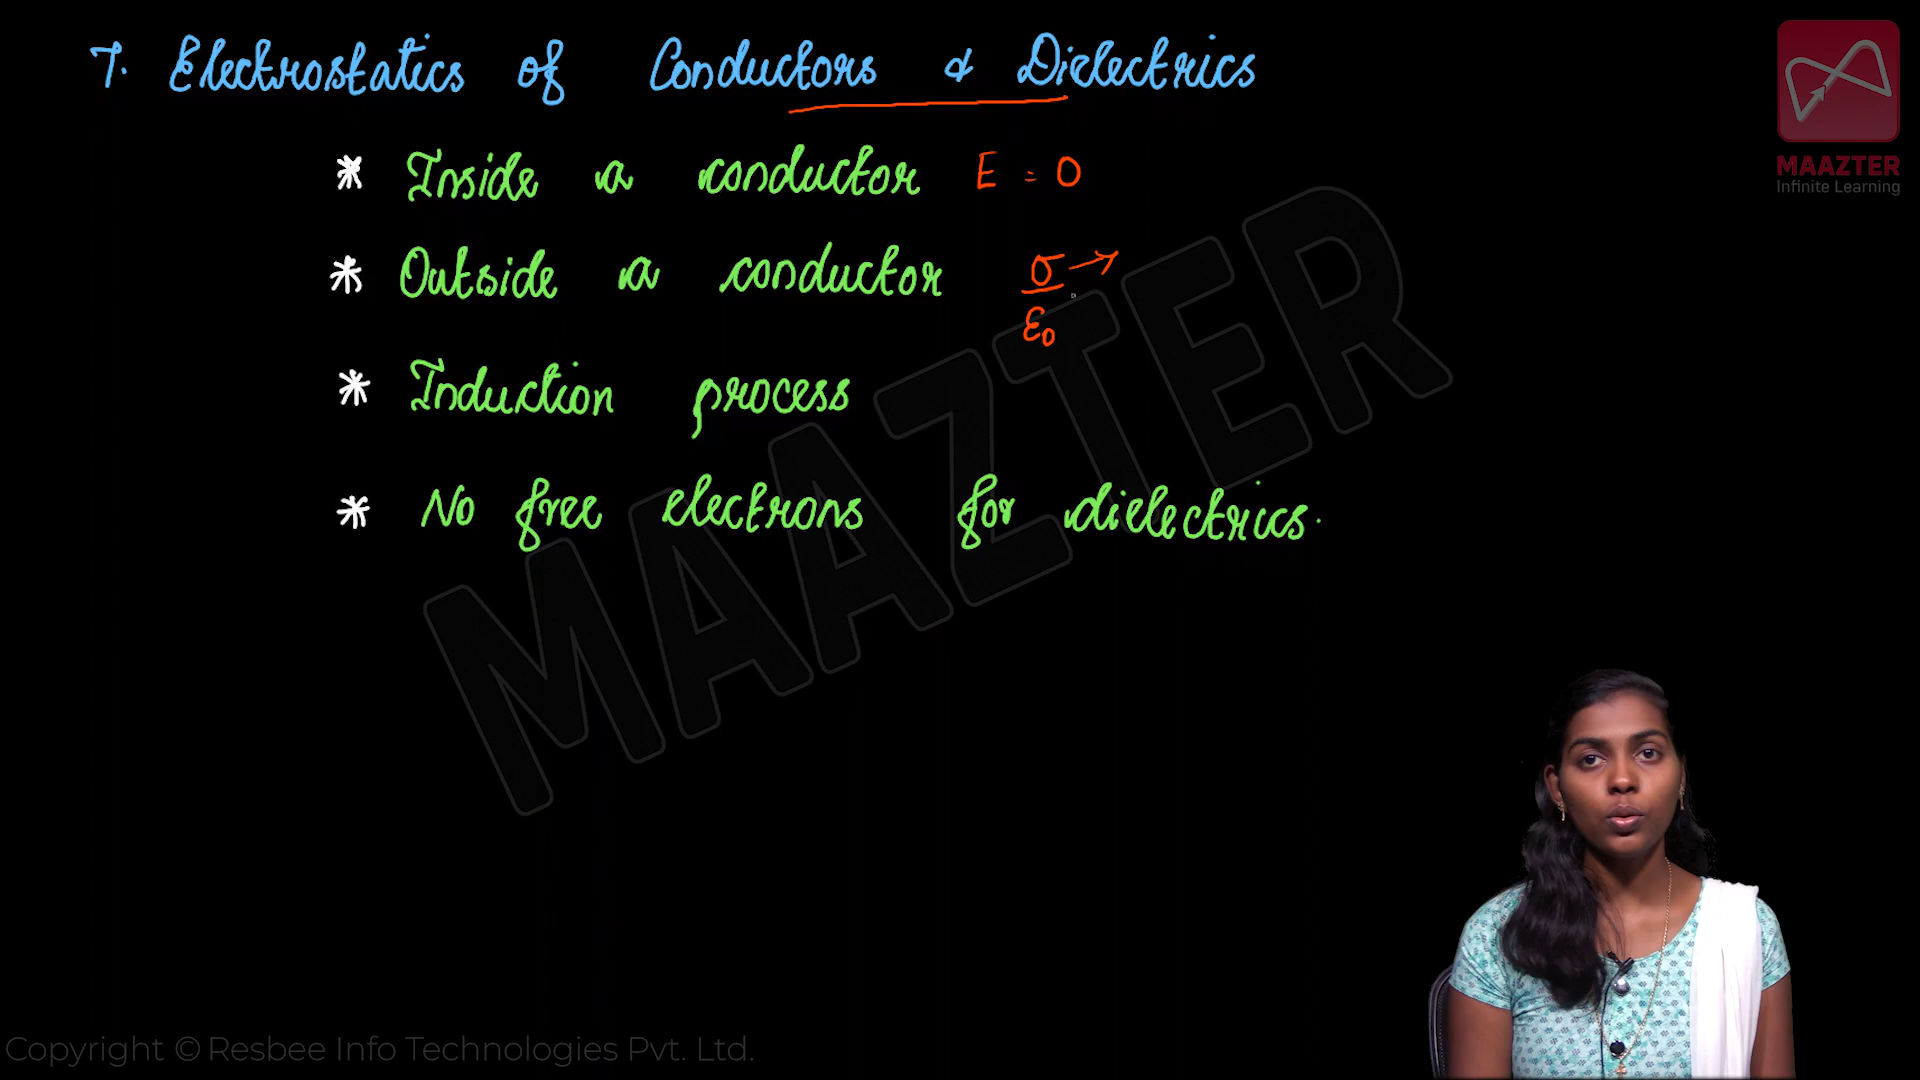 7. Electrostatics of Conductors & Dielectrics
* Inside a conductor E = 0
* Outside a conductor σ/ε0 →
* Induction process
* No free electrons for dielectrics.
MAAZTER
Infinite Learning
MAAZTER
Copyright © Resbee Info Technologies Pvt. Ltd.